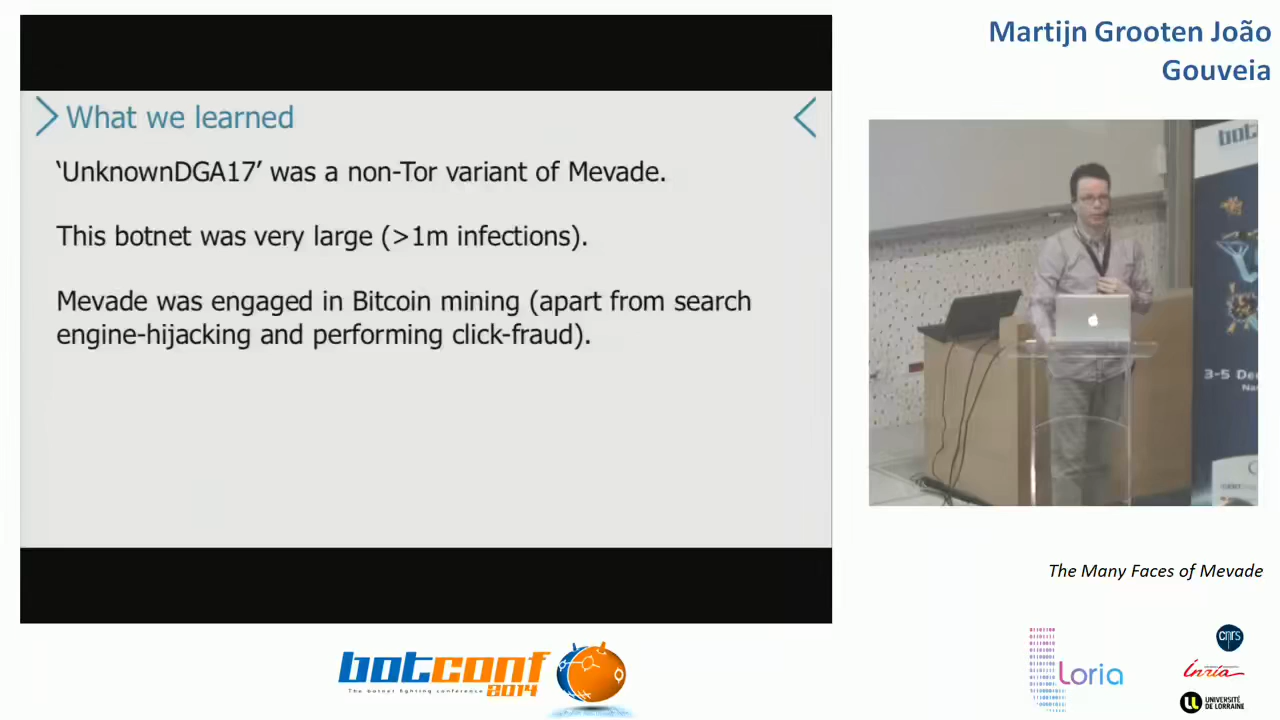 Martijn Grooten João
Gouveia
What we learned
‘UnknownDGA17’ was a non-Tor variant of Mevade.
This botnet was very large (>1m infections).
Mevade was engaged in Bitcoin mining (apart from search
engine-hijacking and performing click-fraud).
bot
3-5 De
Na
The Many Faces of Mevade
botconf
2014
The botnet fighting conference
Loria
cnrs
inria
UNIVERSITÉ
DE LORRAINE